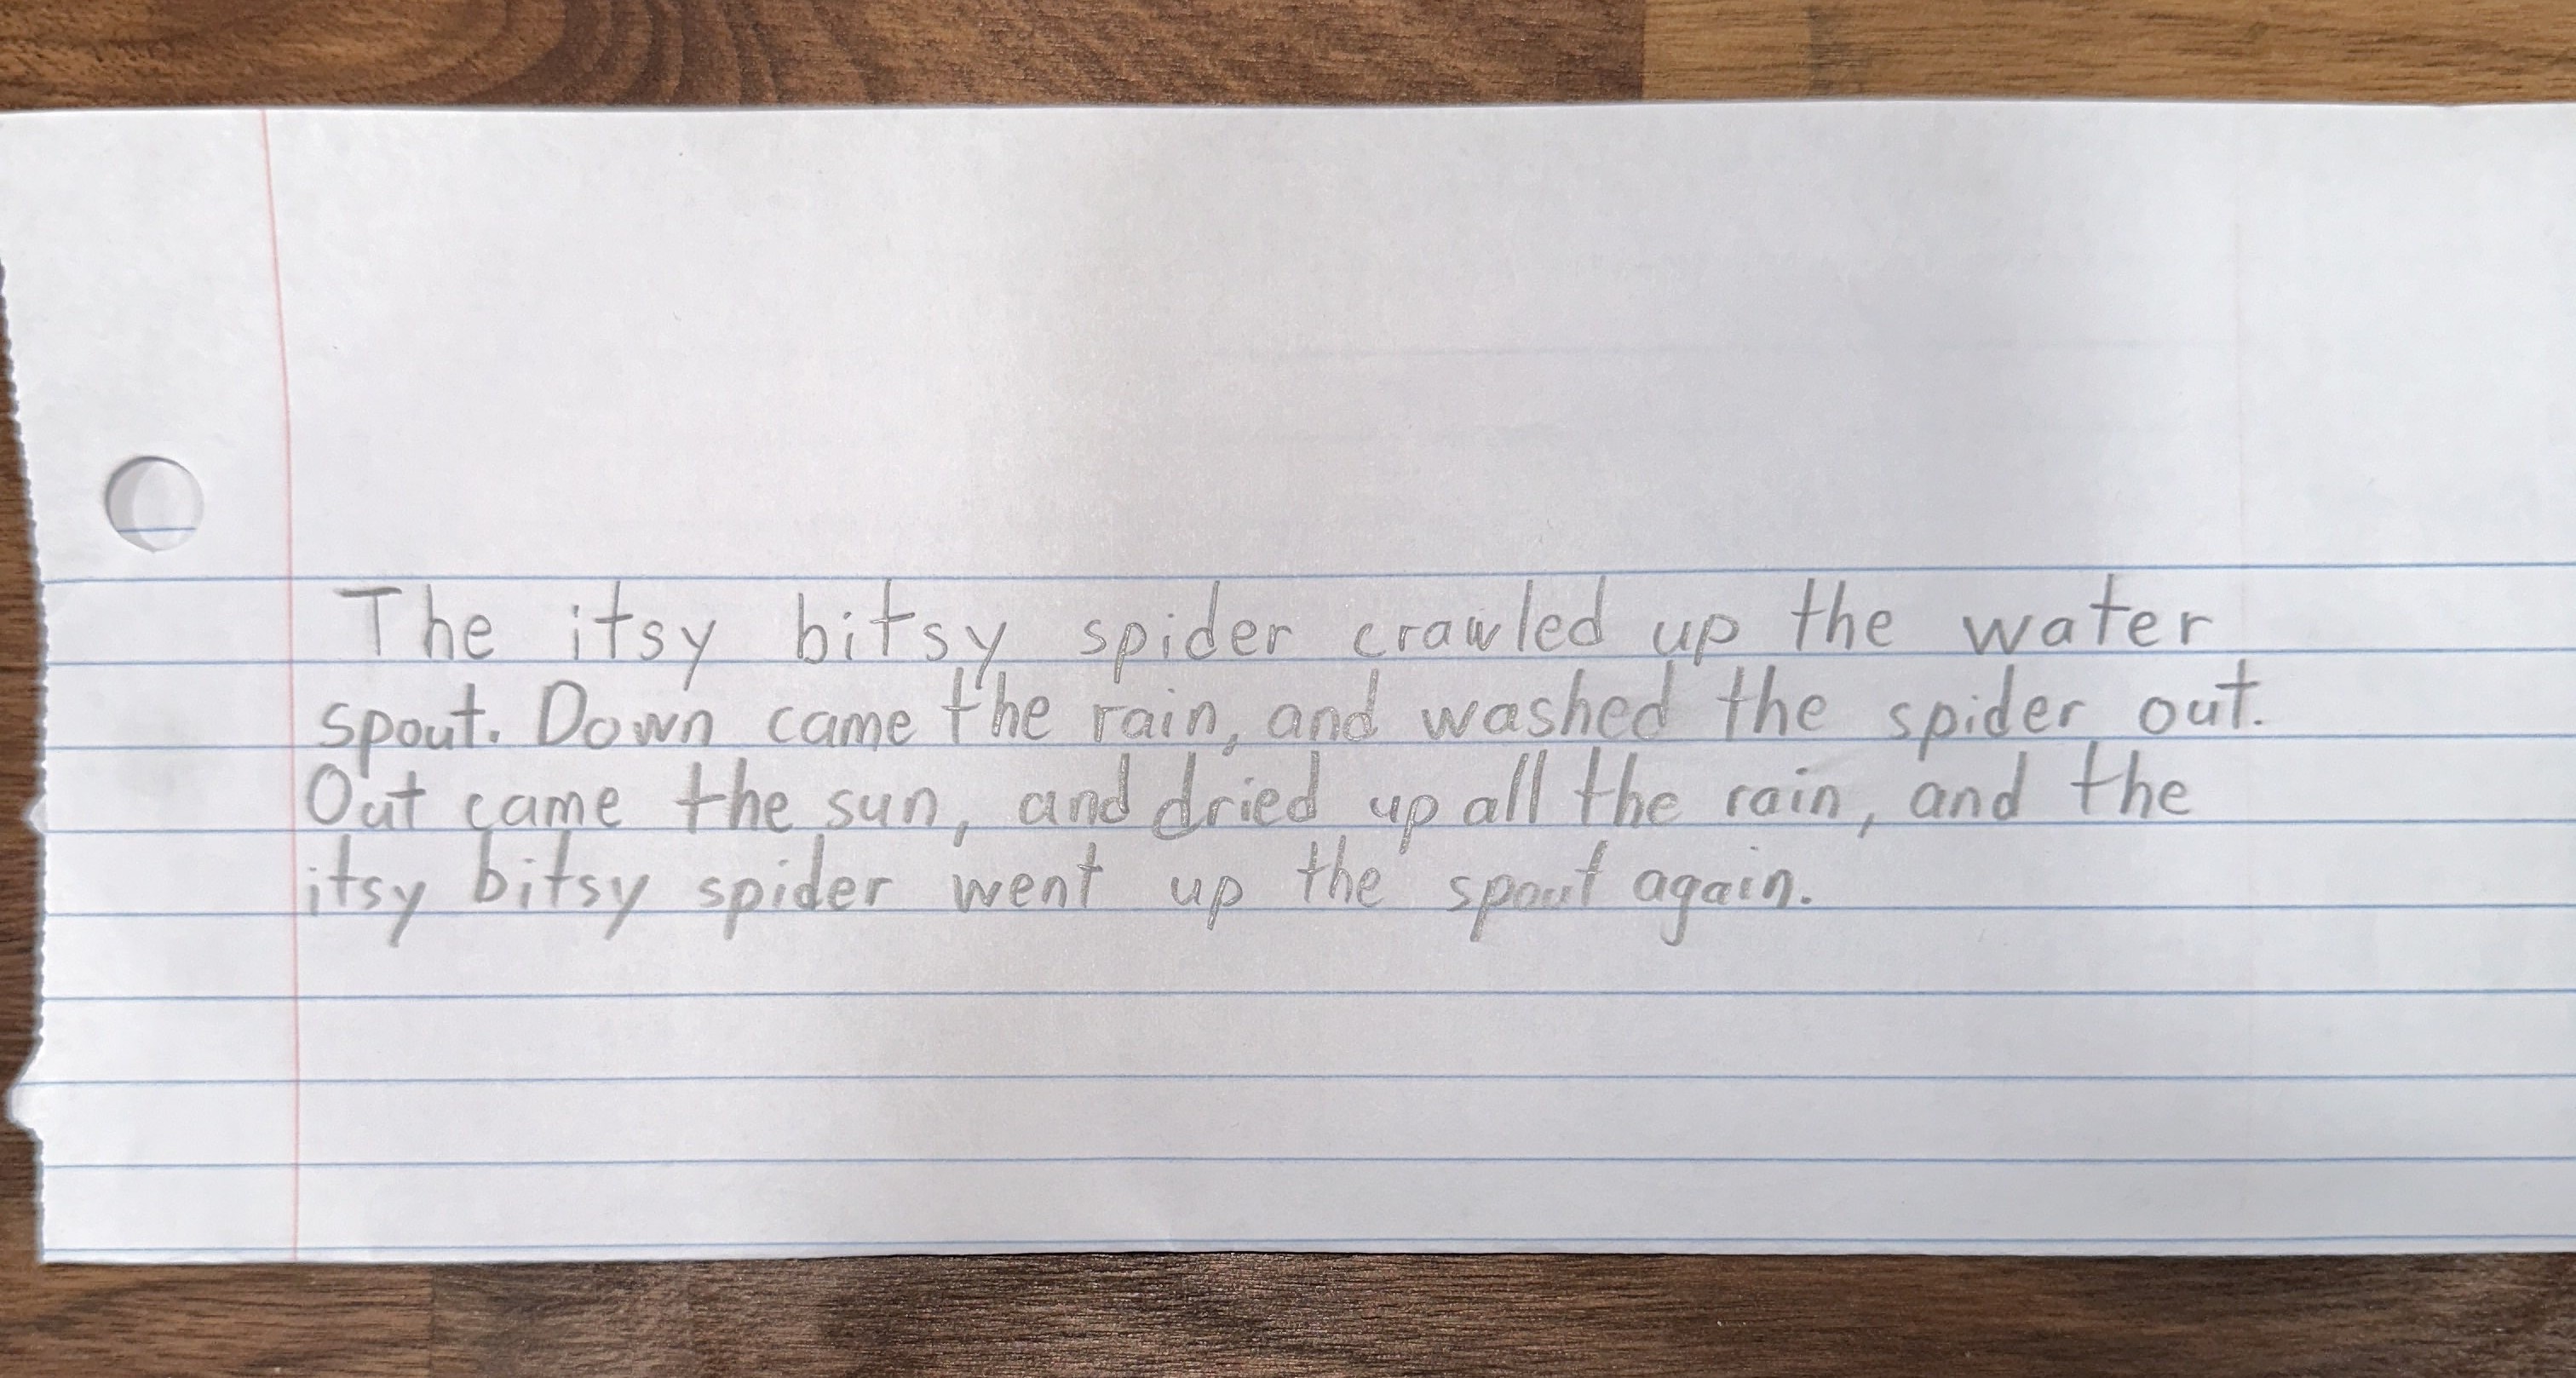 The itsy bitsy spider crawled up the water
spout. Down came the rain, and washed the spider out.
Out came the sun, and dried up all the rain, and the
itsy bitsy spider went up the spout again.